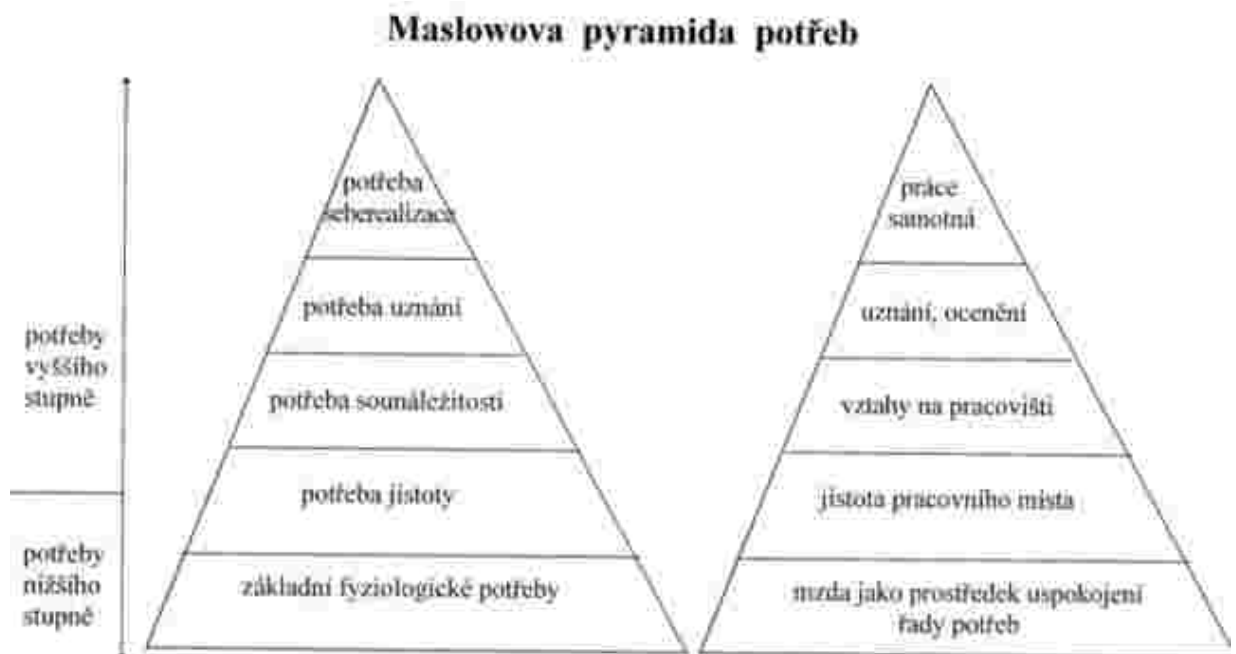 Maslowova pyramida potřeb
potřeby
vyššího
stupně
potřeby
nižšího
stupně
potřeba
seberealizace
potřeba uznání
potřeba sounáležitosti
potřeba jistoty
základní fyziologické potřeby
práce
samotná
uznání, ocenění
vztahy na pracovišti
jistota pracovního místa
mzda jako prostředek uspokojení
řady potřeb